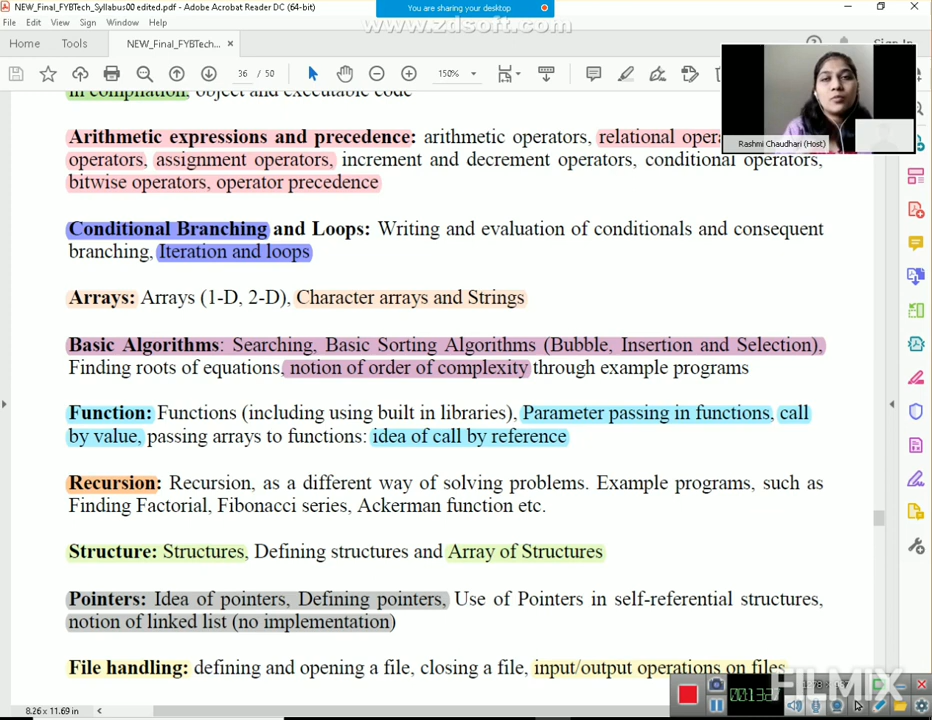 NEW_Final_FYBTech_Syllabus00 edited.pdf - Adobe Acrobat Reader DC (64-bit)
You are sharing your desktop
File Edit View Sign Window Help
www.zdsoft.com
Home Tools NEW_Final_FYBTech... × Sign In
36 / 50 150%
in compilation, object and executable code
Arithmetic expressions and precedence: arithmetic operators, relational opera
operators, assignment operators, increment and decrement operators, conditional operators,
bitwise operators, operator precedence
Rashmi Chaudhari (Host)
Conditional Branching and Loops: Writing and evaluation of conditionals and consequent
branching, Iteration and loops
Arrays: Arrays (1-D, 2-D), Character arrays and Strings
Basic Algorithms: Searching, Basic Sorting Algorithms (Bubble, Insertion and Selection),
Finding roots of equations, notion of order of complexity through example programs
Function: Functions (including using built in libraries), Parameter passing in functions, call
by value, passing arrays to functions: idea of call by reference
Recursion: Recursion, as a different way of solving problems. Example programs, such as
Finding Factorial, Fibonacci series, Ackerman function etc.
Structure: Structures, Defining structures and Array of Structures
Pointers: Idea of pointers, Defining pointers, Use of Pointers in self-referential structures,
notion of linked list (no implementation)
File handling: defining and opening a file, closing a file, input/output operations on files
FILMIX
8.26 x 11.69 in